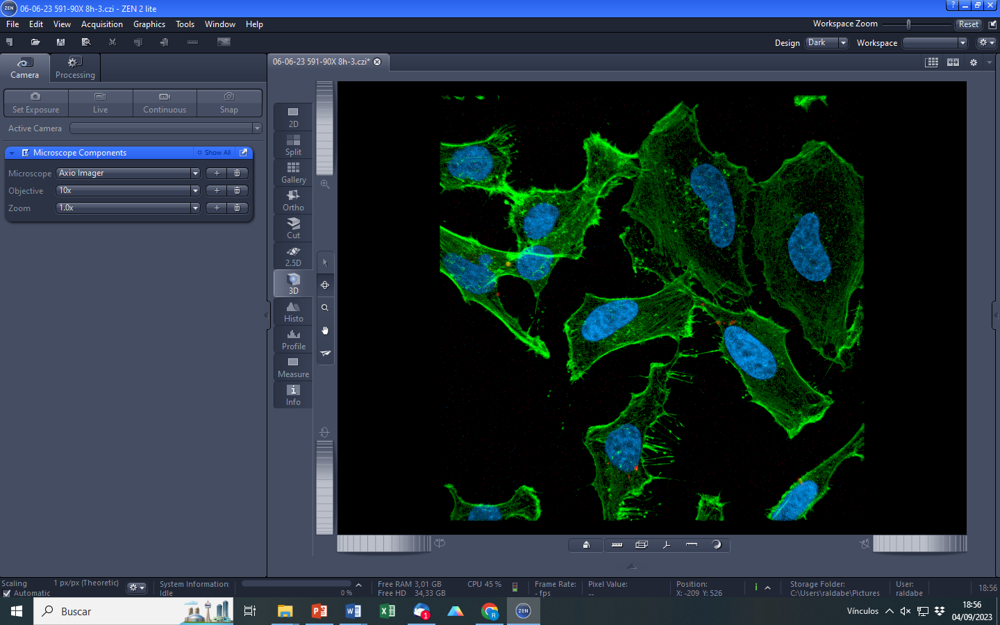 ZEN 06-06-23 591-90X 8h-3.czi - ZEN 2 lite
File Edit View Acquisition Graphics Tools Window Help
Workspace Zoom Reset
Design Dark Workspace
Camera Processing
06-06-23 591-90X 8h-3.czi*
Set Exposure Live Continuous Snap
Active Camera
Microscope Components Show All
Microscope Axio Imager
Objective 10x
Zoom 1.0x
2D
Split
Gallery
Ortho
Cut
2.5D
3D
Histo
Profile
Measure
Info
Scaling 1 px/px (Theoretic) System Information: Free RAM 3,01 GB CPU 45 % Frame Rate: Pixel Value: Position: Storage Folder: User: 18:56
Automatic Idle 0 % Free HD 34,33 GB - fps -- X: -209 Y: 526 C:\Users\raldabe\Pictures raldabe
Buscar
1
R
ZEN
Vínculos
18:56
04/09/2023